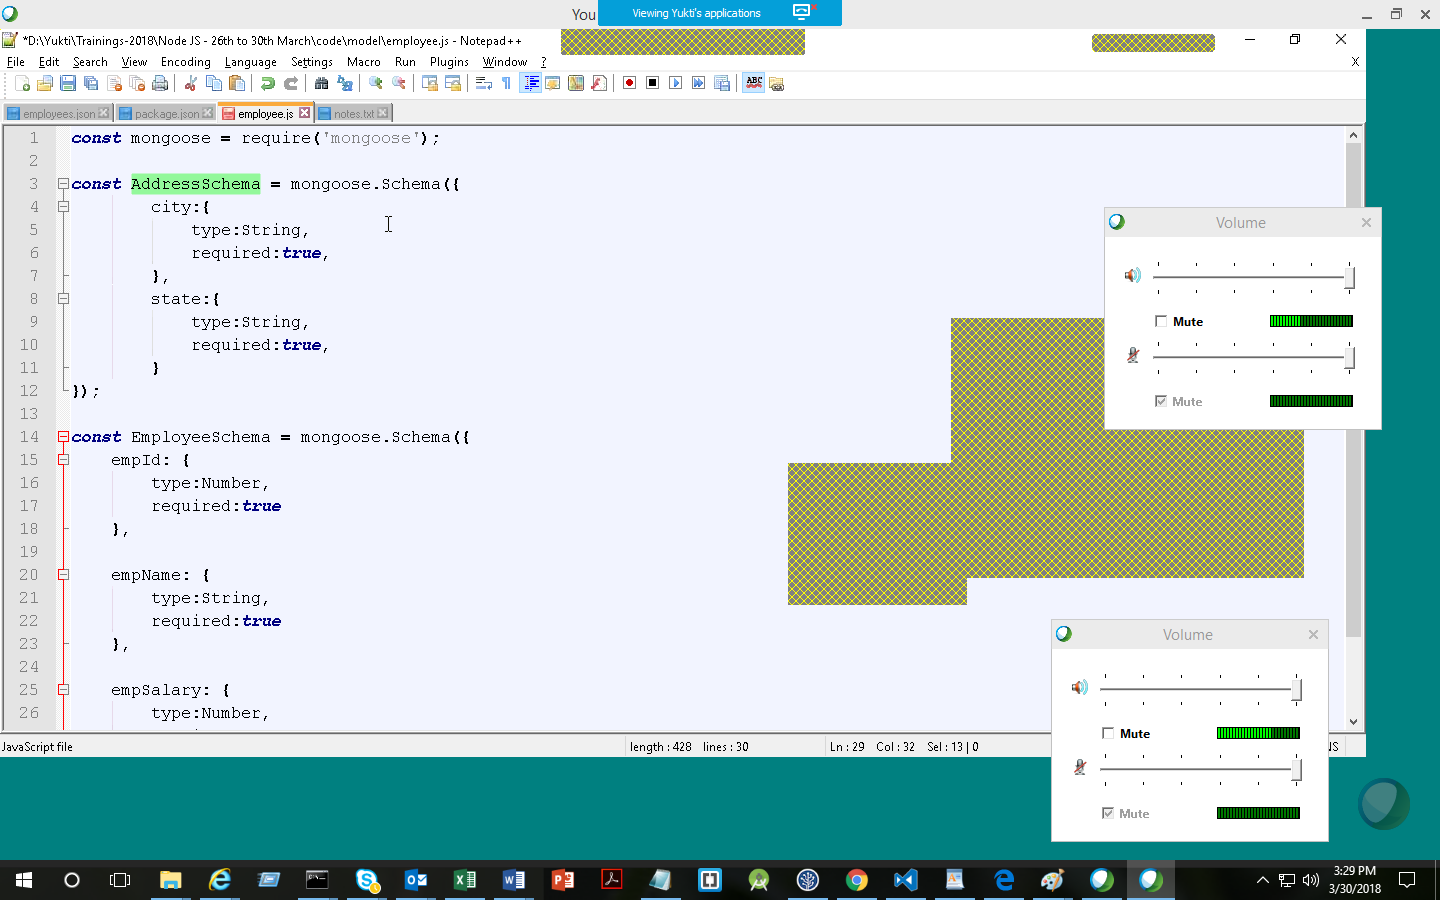 You
Viewing Yukti's applications
*D:\Yukti\Trainings-2018\Node JS - 26th to 30th March\code\model\employee.js - Notepad++
File Edit Search View Encoding Language Settings Macro Run Plugins Window ? X
employees.json package.json employee.js notes.txt
1 const mongoose = require('mongoose');
2
3 const AddressSchema = mongoose.Schema({
4 city:{
5 type:String,
6 required:true,
7 },
8 state:{
9 type:String,
10 required:true,
11 }
12 });
13
14 const EmployeeSchema = mongoose.Schema({
15 empId: {
16 type:Number,
17 required:true
18 },
19
20 empName: {
21 type:String,
22 required:true
23 },
24
25 empSalary: {
26 type:Number,
Volume
Mute
Mute
Volume
Mute
Mute
JavaScript file length : 428 lines : 30 Ln : 29 Col : 32 Sel : 13 | 0 NS
3:29 PM
3/30/2018